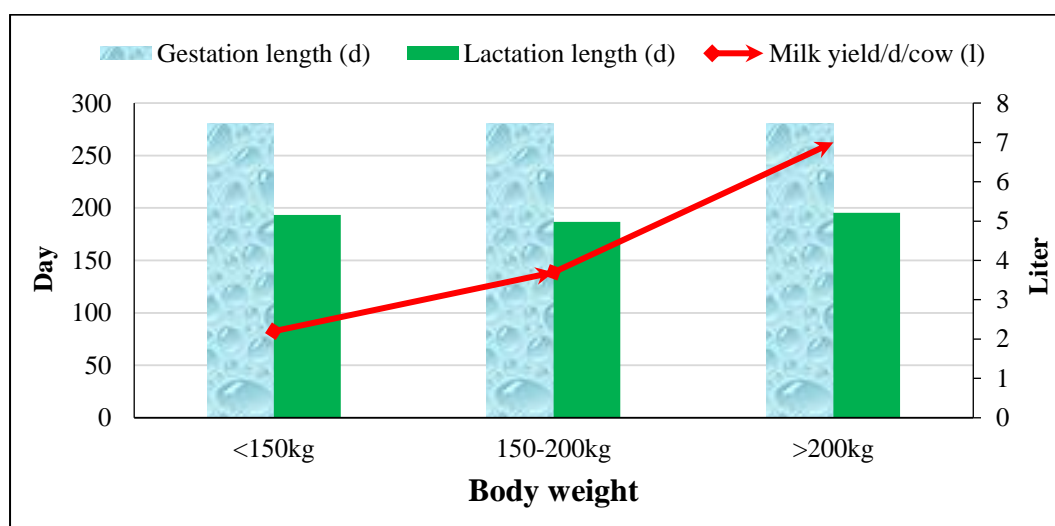 Gestation length (d) Lactation length (d) Milk yield/d/cow (l)
300 8
250 7
200 6
150 5
100 4
50 3
0 2
1
0
Day
Liter
<150kg 150-200kg >200kg
Body weight